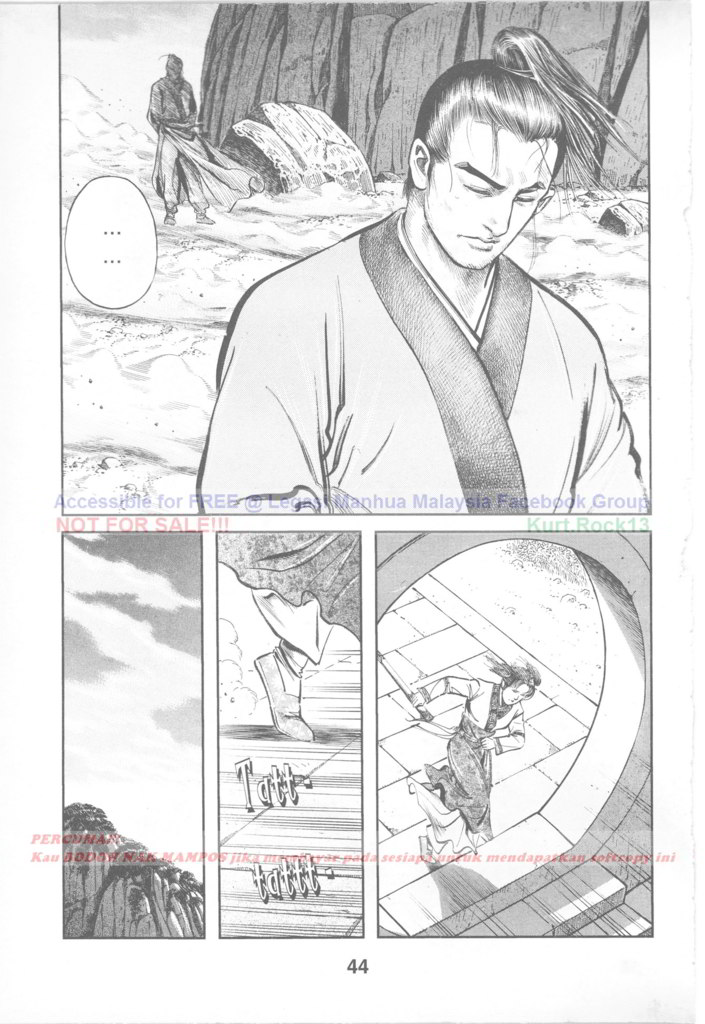 ...
...
Accessible for FREE @ Legasi Manhua Malaysia Facebook Group
NOT FOR SALE!!!
Kurt.Rock13
Tatt-
tattt-
PERCUMA!!
Kau BODOH NAK MAMPOS jika membayar pada sesiapa untuk mendapatkan softcopy ini
44